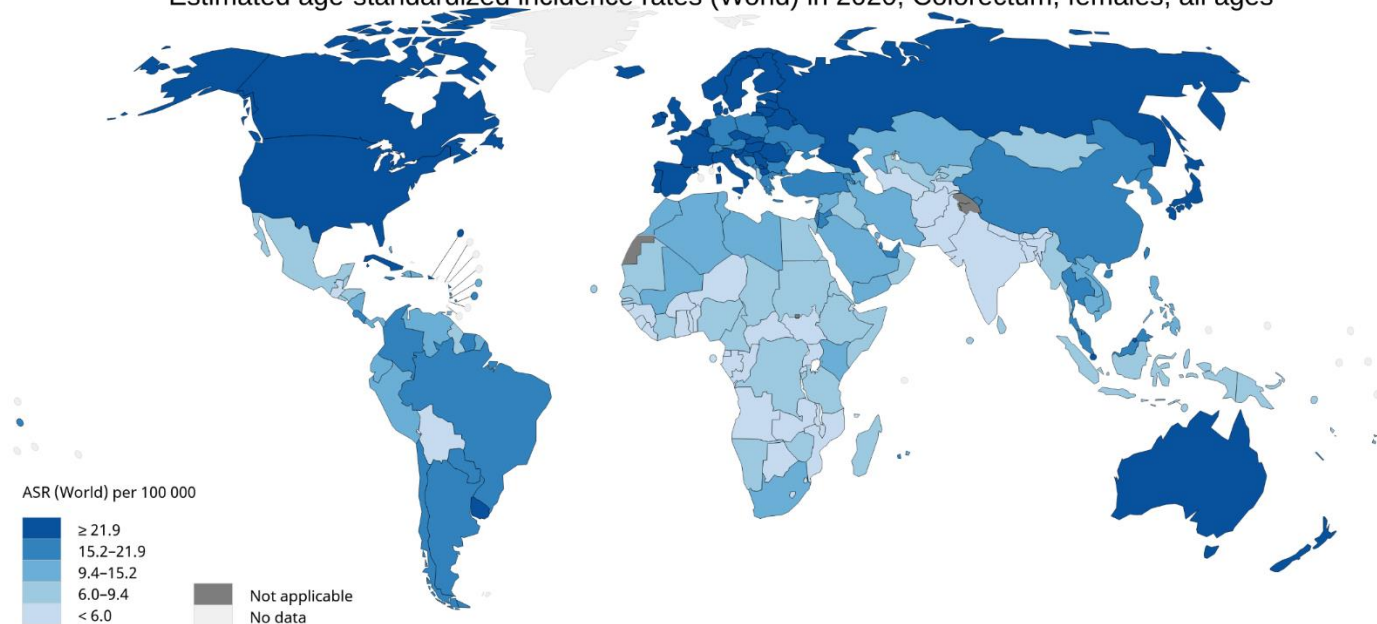 Estimated age-standardized incidence rates (World) in 2020, Colorectum, females, all ages
ASR (World) per 100 000
≥ 21.9
15.2–21.9
9.4–15.2
6.0–9.4
< 6.0
Not applicable
No data